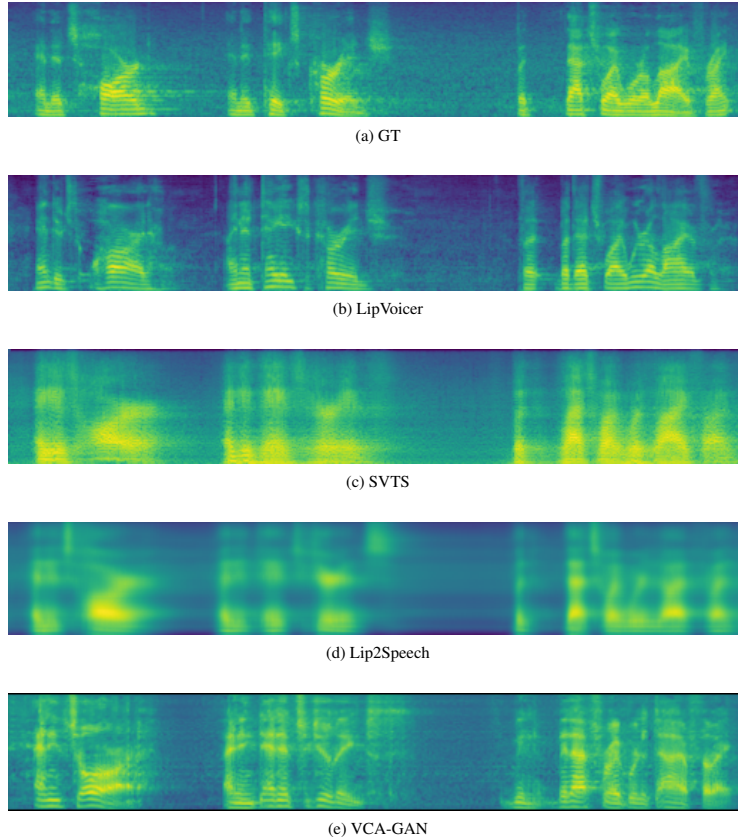 (a) GT
(b) LipVoicer
(c) SVTS
(d) Lip2Speech
(e) VCA-GAN